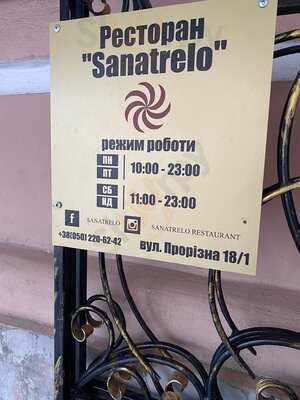 Ресторан
"Sanatrelo"
режим роботи
ПН
ПТ
10:00 - 23:00
СБ
НД
11:00 - 23:00
SANATRELO SANATRELO RESTAURANT
+38(050) 220-62-42 вул. Прорізна 18/1